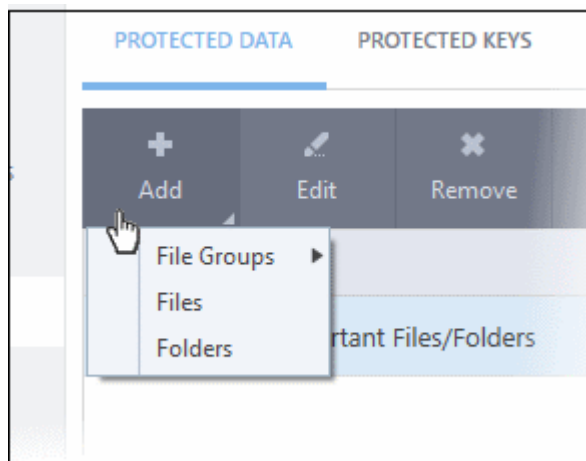 PROTECTED DATA PROTECTED KEYS
Add Edit Remove
File Groups
Files
Folders
rtant Files/Folders